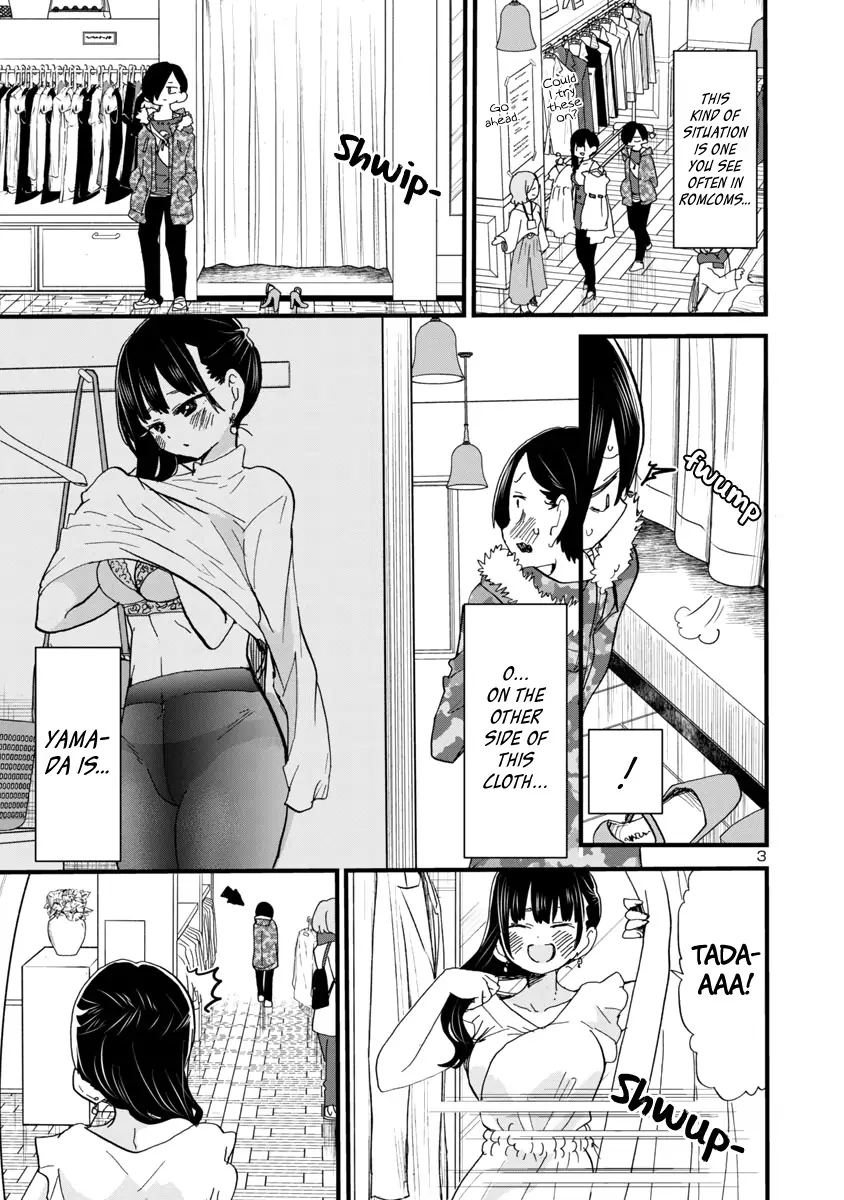 THIS
KIND OF
SITUATION
IS ONE
YOU SEE
OFTEN IN
ROMCOMS...
Could
I try
these
on?
Go
ahead.
Shwip-
fwump
!
O...
ON THE
OTHER
SIDE OF
THIS
CLOTH...
YAMA-
DA IS...
3
TADA-
AAA!
Shwup-